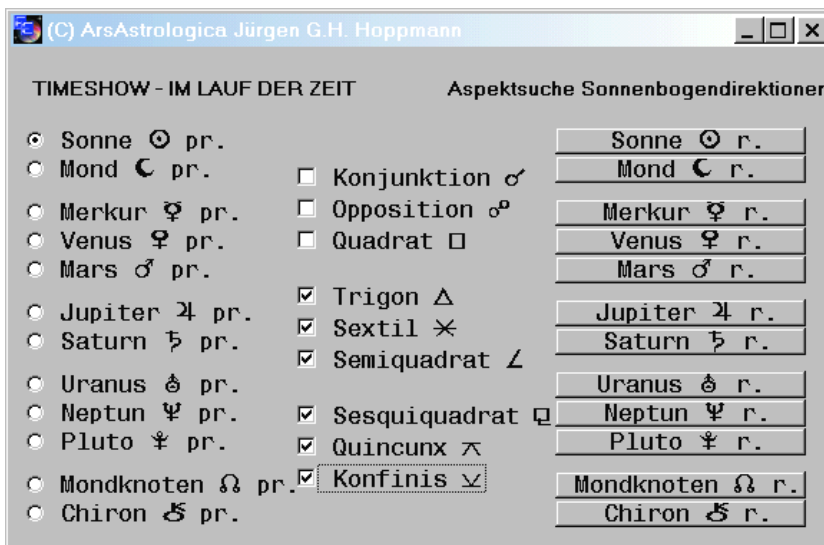 (C) ArsAstrologica Jürgen G.H. Hoppmann
TIMESHOW - IM LAUF DER ZEIT
Aspektsuche Sonnenbogendirektionen
Sonne ☉ pr.
Mond ☾ pr.
Merkur ☿ pr.
Venus ♀ pr.
Mars ♂ pr.
Jupiter ♃ pr.
Saturn ♄ pr.
Uranus ⛢ pr.
Neptun ♆ pr.
Pluto ⯓ pr.
Mondknoten ☊ pr.
Chiron ⚷ pr.
Konjunktion ☌
Opposition ☍
Quadrat □
Trigon △
Sextil ⚹
Semiquadrat ∠
Sesquiquadrat ⚼
Quincunx ⚻
Konfinis ⚺
Sonne ☉ r.
Mond ☾ r.
Merkur ☿ r.
Venus ♀ r.
Mars ♂ r.
Jupiter ♃ r.
Saturn ♄ r.
Uranus ⛢ r.
Neptun ♆ r.
Pluto ⯓ r.
Mondknoten ☊ r.
Chiron ⚷ r.